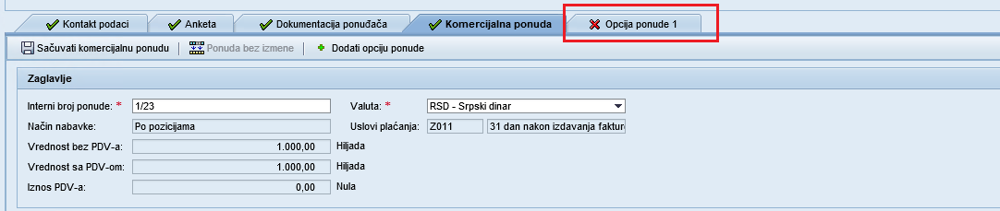 Kontakt podaci Anketa Dokumentacija ponuđača Komercijalna ponuda Opcija ponude 1
Sačuvati komercijalnu ponudu Ponuda bez izmene Dodati opciju ponude
Zaglavlje
Interni broj ponude: * 1/23 Valuta: * RSD - Srpski dinar
Način nabavke: Po pozicijama Uslovi plaćanja: Z011 31 dan nakon izdavanja fakture
Vrednost bez PDV-a: 1.000,00 Hiljada
Vrednost sa PDV-om: 1.000,00 Hiljada
Iznos PDV-a: 0,00 Nula